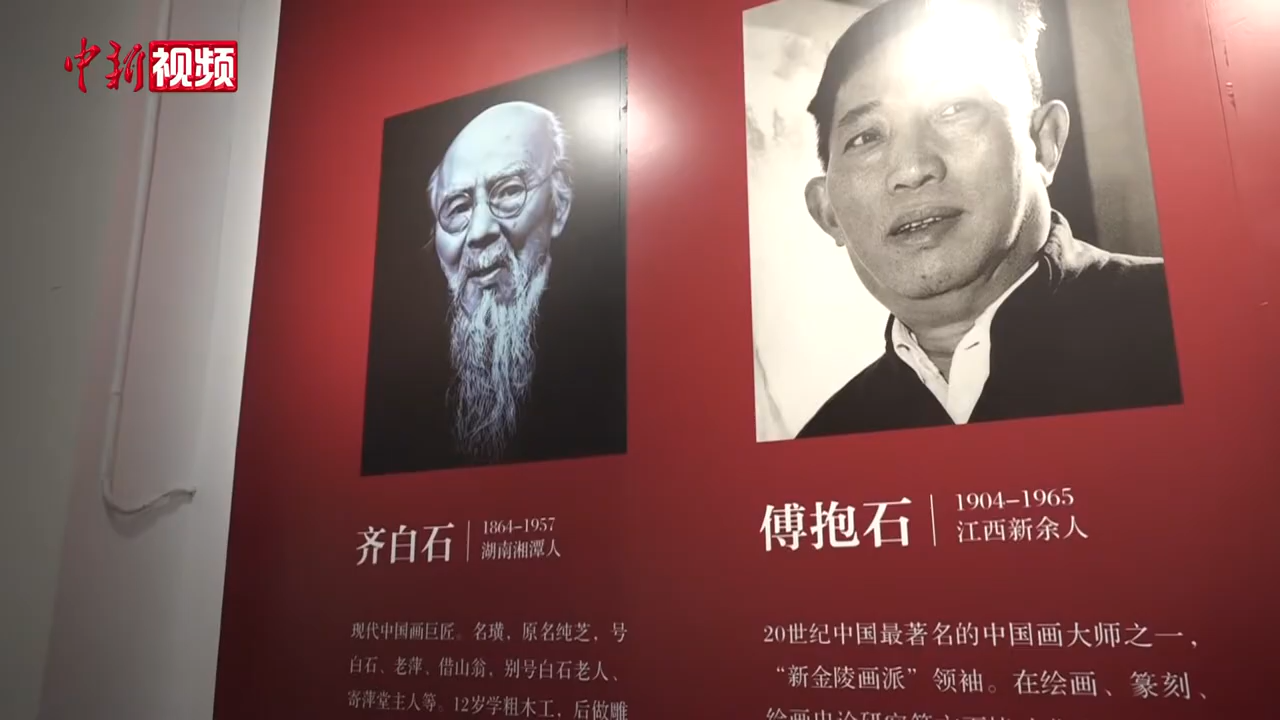 中新视频
齐白石
1864-1957
湖南湘潭人
现代中国画巨匠。名璜，原名纯芝，号
白石、老萍、借山翁，别号白石老人、
寄萍堂主人等。12岁学粗木工，后做雕
傅抱石
1904-1965
江西新余人
20世纪中国最著名的中国画大师之一，
“新金陵画派”领袖。在绘画、篆刻、